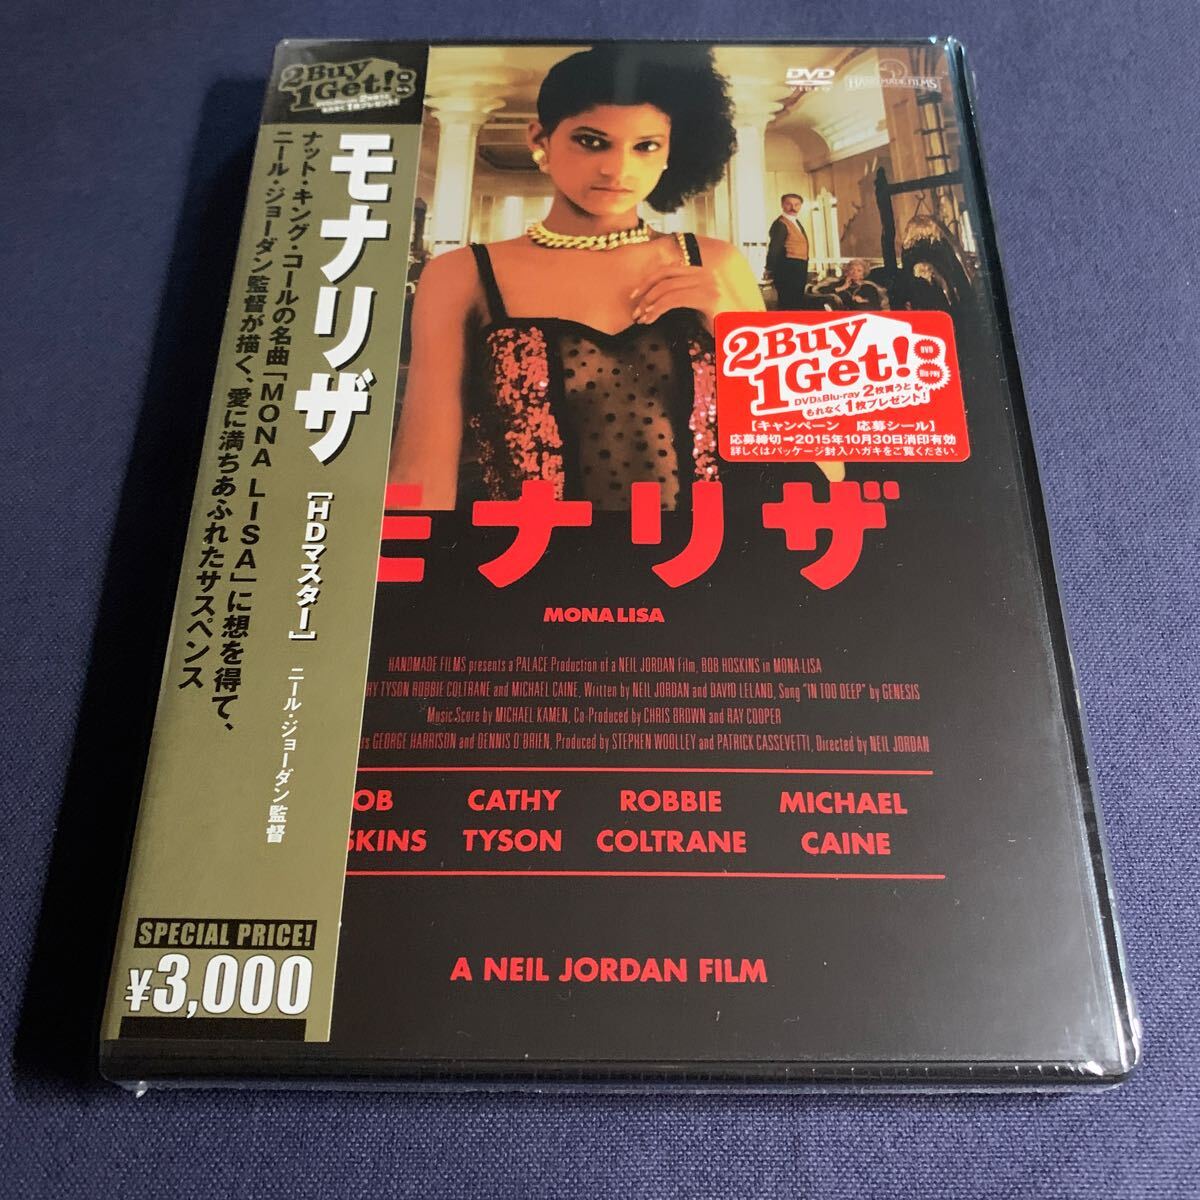 2Buy
1Get!
モナリザ
[HDマスター]
ニール・ジョーダン監督
ナット・キング・コールの名曲「MONA LISA」に想を得て、
ニール・ジョーダン監督が描く、愛に満ちあふれたサスペンス
SPECIAL PRICE!
¥3,000
DVD
VIDEO
HANDMADE FILMS
2Buy
1Get!
DVD
Blu-ray
DVD&Blu-ray 2枚買うと
もれなく1枚プレゼント!
【キャンペーン 応募シール】
応募締切➡2015年10月30日消印有効
詳しくはパッケージ封入ハガキをご覧ください。
モナリザ
MONA LISA
HANDMADE FILMS presents a PALACE Production of a NEIL JORDAN Film, BOB HOSKINS in MONA LISA
HY TYSON ROBBIE COLTRANE and MICHAEL CAINE, Written by NEIL JORDAN and DAVID LELAND, Song "IN TOO DEEP" by GENESIS
Music Score by MICHAEL KAMEN, Co-Produced by CHRIS BROWN and RAY COOPER
rs GEORGE HARRISON and DENNIS O'BRIEN, Produced by STEPHEN WOOLLEY and PATRICK CASSEVETTI, Directed by NEIL JORDAN
OB CATHY ROBBIE MICHAEL
SKINS TYSON COLTRANE CAINE
A NEIL JORDAN FILM